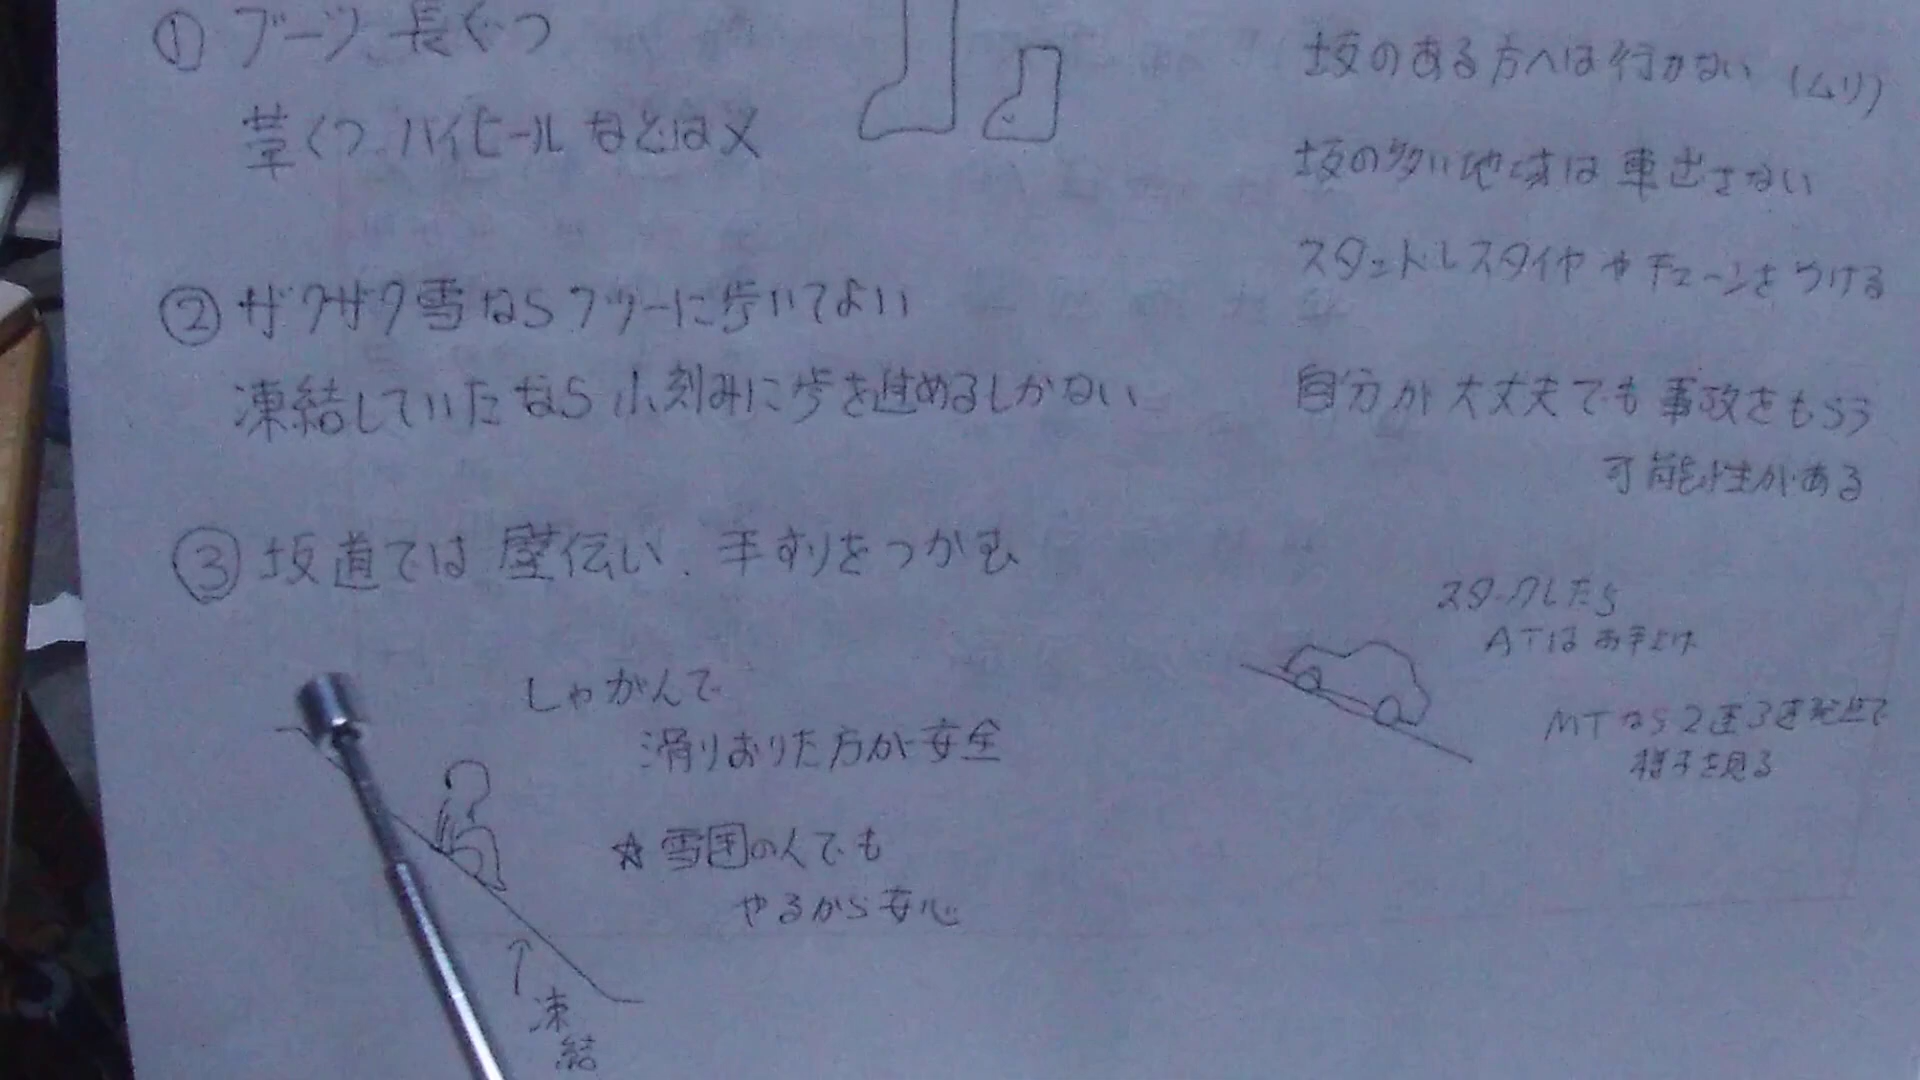 ① ブーツ、長ぐつ
革ぐつ、ハイヒールなどは×
② ザクザク雪ならフツーに歩いてよい
凍結していたなら小刻みに歩を進めるしかない
③ 坂道では壁伝い、手すりをつかむ
しゃがんで
滑りおりた方が安全
☆ 雪国の人でも
やるから安心
↑
凍
結
坂のある方へは行かない (ムリ)
坂の多い地域は車出さない
スタッドレスタイヤやチェーンをつける
自分が大丈夫でも事故をもらう
可能性がある
スタックしたら
ATはお手上げ
MTなら2速3速発進で
様子を見る